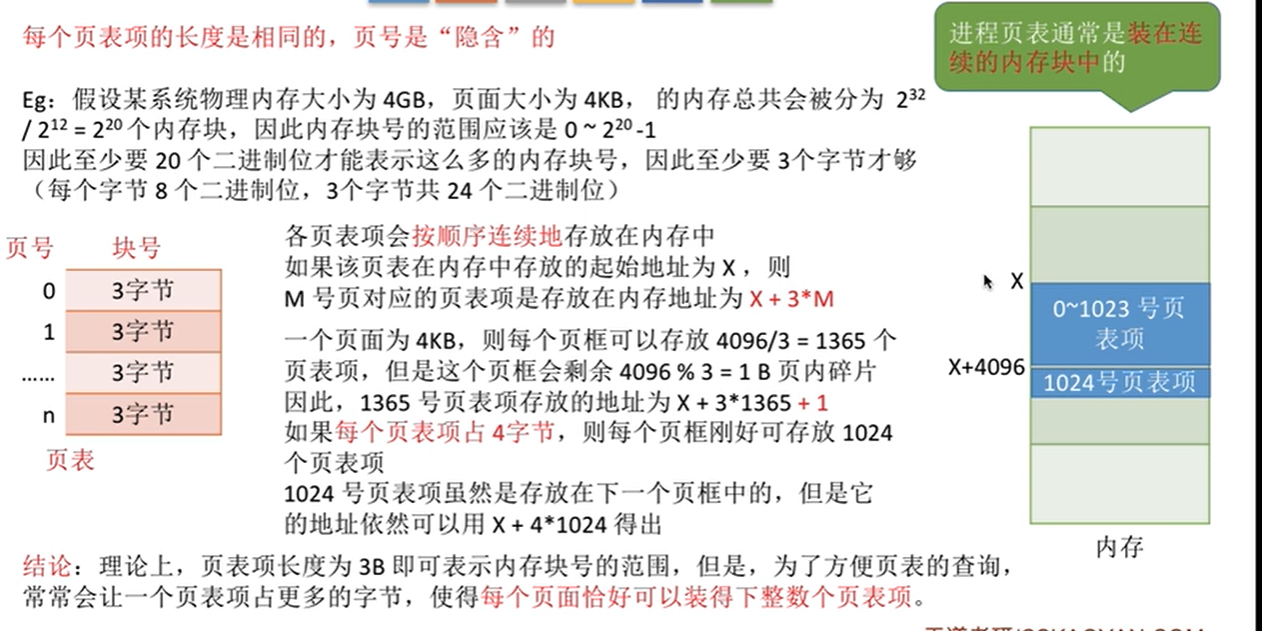 每个页表项的长度是相同的，页号是“隐含”的
进程页表通常是装在连
续的内存块中的
Eg：假设某系统物理内存大小为 4GB，页面大小为 4KB， 的内存总共会被分为 2³²
/ 2¹² = 2²⁰ 个内存块，因此内存块号的范围应该是 0 ~ 2²⁰ -1
因此至少要 20 个二进制位才能表示这么多的内存块号，因此至少要 3个字节才够
（每个字节 8 个二进制位，3个字节共 24 个二进制位）
页号 块号
0 3字节
1 3字节
…… 3字节
n 3字节
页表
各页表项会按顺序连续地存放在内存中
如果该页表在内存中存放的起始地址为 X ，则
M 号页对应的页表项是存放在内存地址为 X + 3*M
一个页面为 4KB，则每个页框可以存放 4096/3 = 1365 个
页表项，但是这个页框会剩余 4096 % 3 = 1 B 页内碎片
因此，1365 号页表项存放的地址为 X + 3*1365 + 1
如果每个页表项占 4字节，则每个页框刚好可存放 1024
个页表项
1024 号页表项虽然是存放在下一个页框中的，但是它
的地址依然可以用 X + 4*1024 得出
X
0~1023 号页
表项
X+4096
1024号页表项
内存
结论：理论上，页表项长度为 3B 即可表示内存块号的范围，但是，为了方便页表的查询，
常常会让一个页表项占更多的字节，使得每个页面恰好可以装得下整数个页表项。